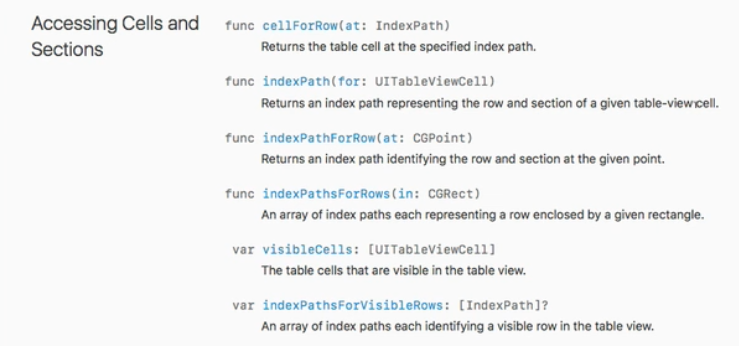 Accessing Cells and
Sections
func cellForRow(at: IndexPath)
Returns the table cell at the specified index path.
func indexPath(for: UITableViewCell)
Returns an index path representing the row and section of a given table-view cell.
func indexPathForRow(at: CGPoint)
Returns an index path identifying the row and section at the given point.
func indexPathsForRows(in: CGRect)
An array of index paths each representing a row enclosed by a given rectangle.
var visibleCells: [UITableViewCell]
The table cells that are visible in the table view.
var indexPathsForVisibleRows: [IndexPath]?
An array of index paths each identifying a visible row in the table view.